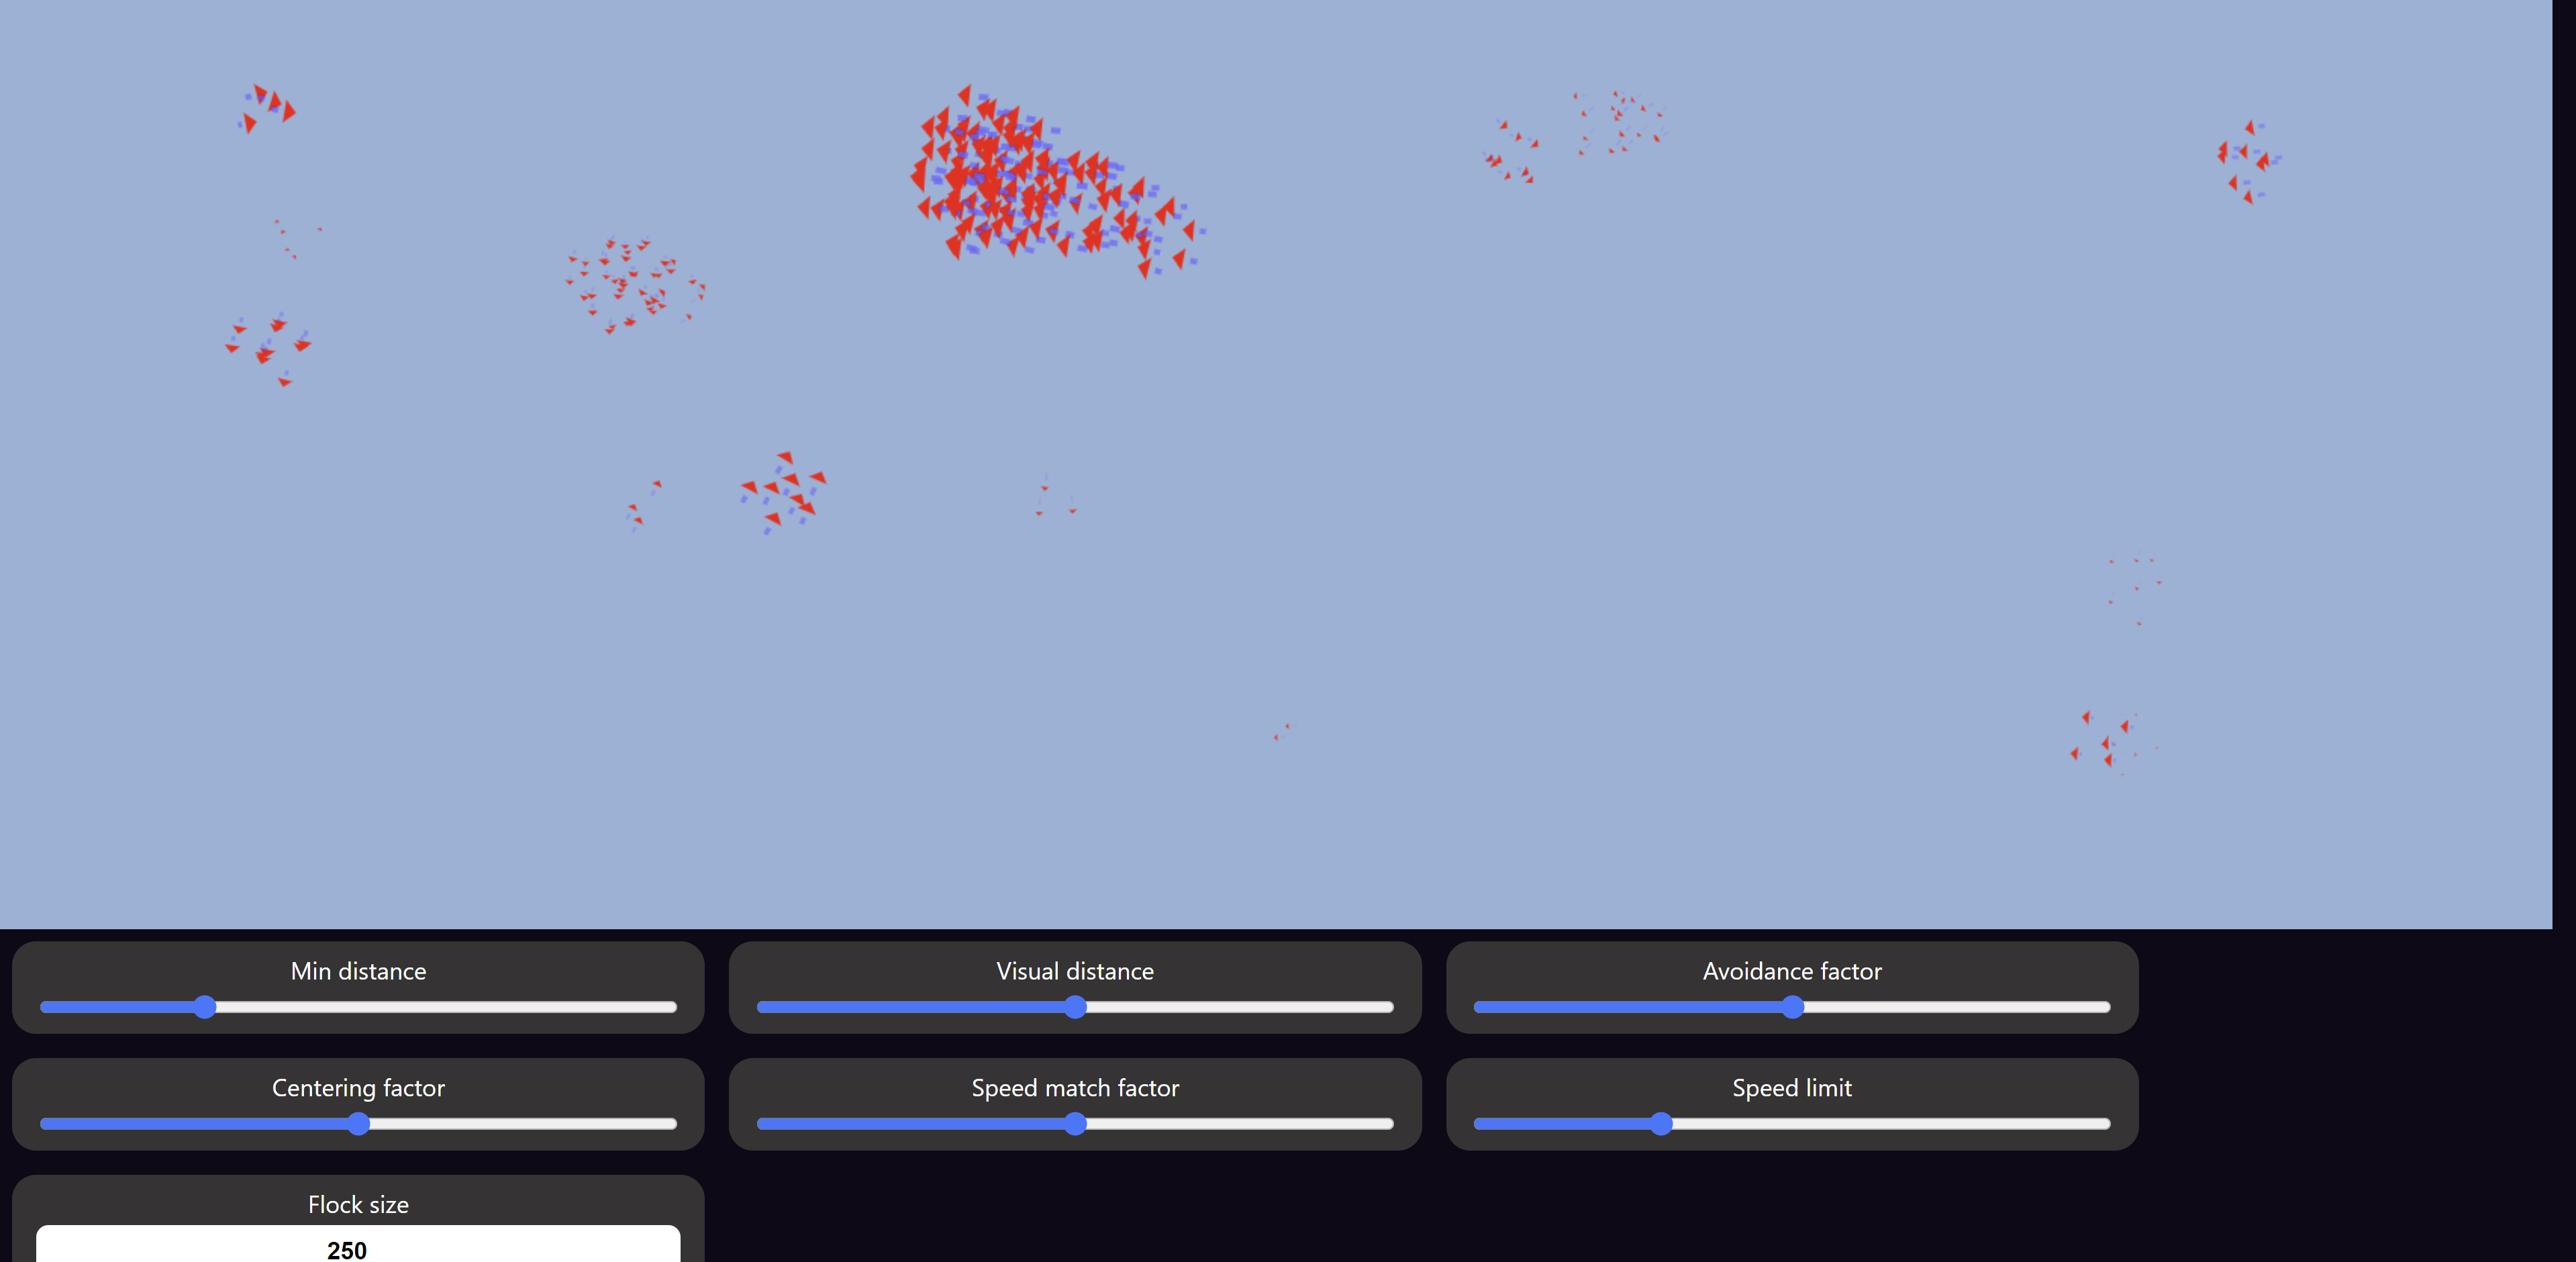 Min distance
Visual distance
Avoidance factor
Centering factor
Speed match factor
Speed limit
Flock size
250